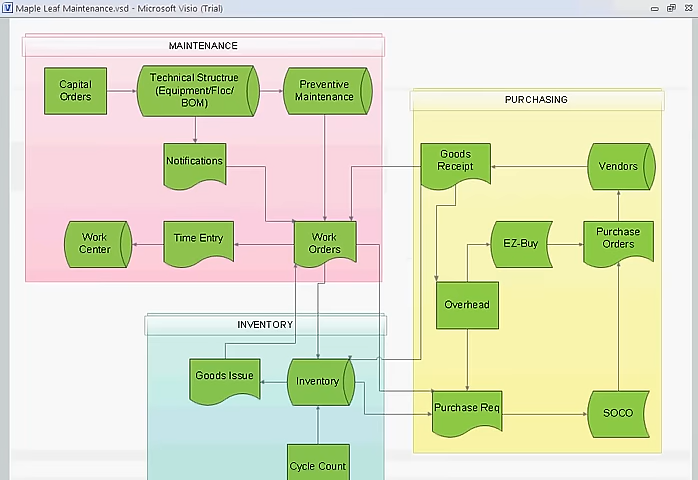 Maple Leaf Maintenance.vsd - Microsoft Visio (Trial)
MAINTENANCE
Capital
Orders
Technical Structrue
(Equipment/Floc/
BOM)
Preventive
Maintenance
Notifications
Work
Center
Time Entry
Work
Orders
PURCHASING
Goods
Receipt
Vendors
EZ-Buy
Purchase
Orders
Overhead
Purchase Req
SOCO
INVENTORY
Goods Issue
Inventory
Cycle Count